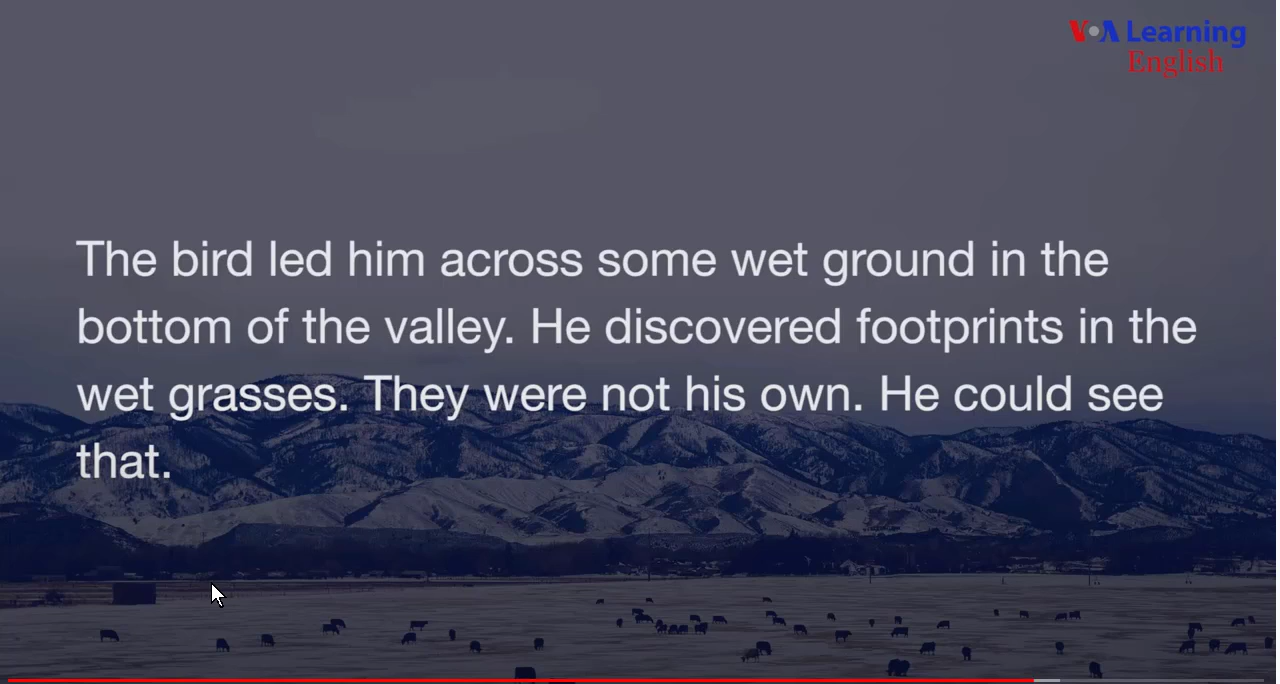 VOA Learning
English
The bird led him across some wet ground in the
bottom of the valley. He discovered footprints in the
wet grasses. They were not his own. He could see
that.